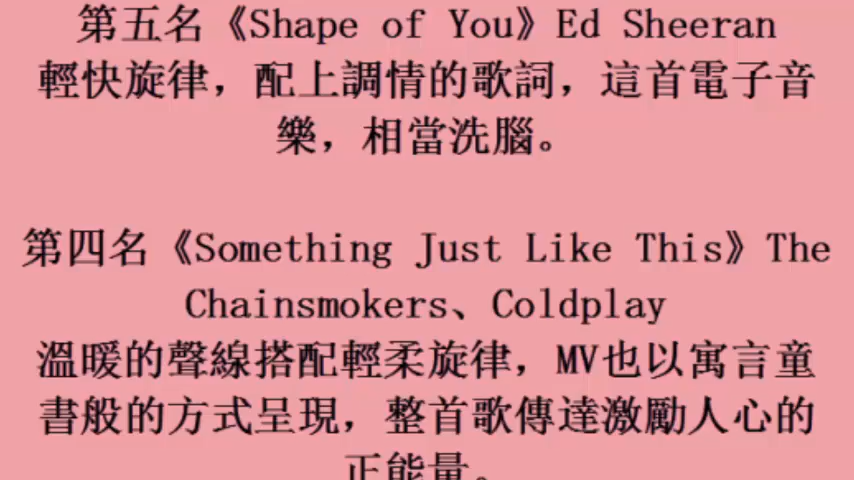 第五名《Shape of You》Ed Sheeran
輕快旋律，配上調情的歌詞，這首電子音
樂，相當洗腦。
第四名《Something Just Like This》The
Chainsmokers、Coldplay
溫暖的聲線搭配輕柔旋律，MV也以寓言童
書般的方式呈現，整首歌傳達激勵人心的
正能量。